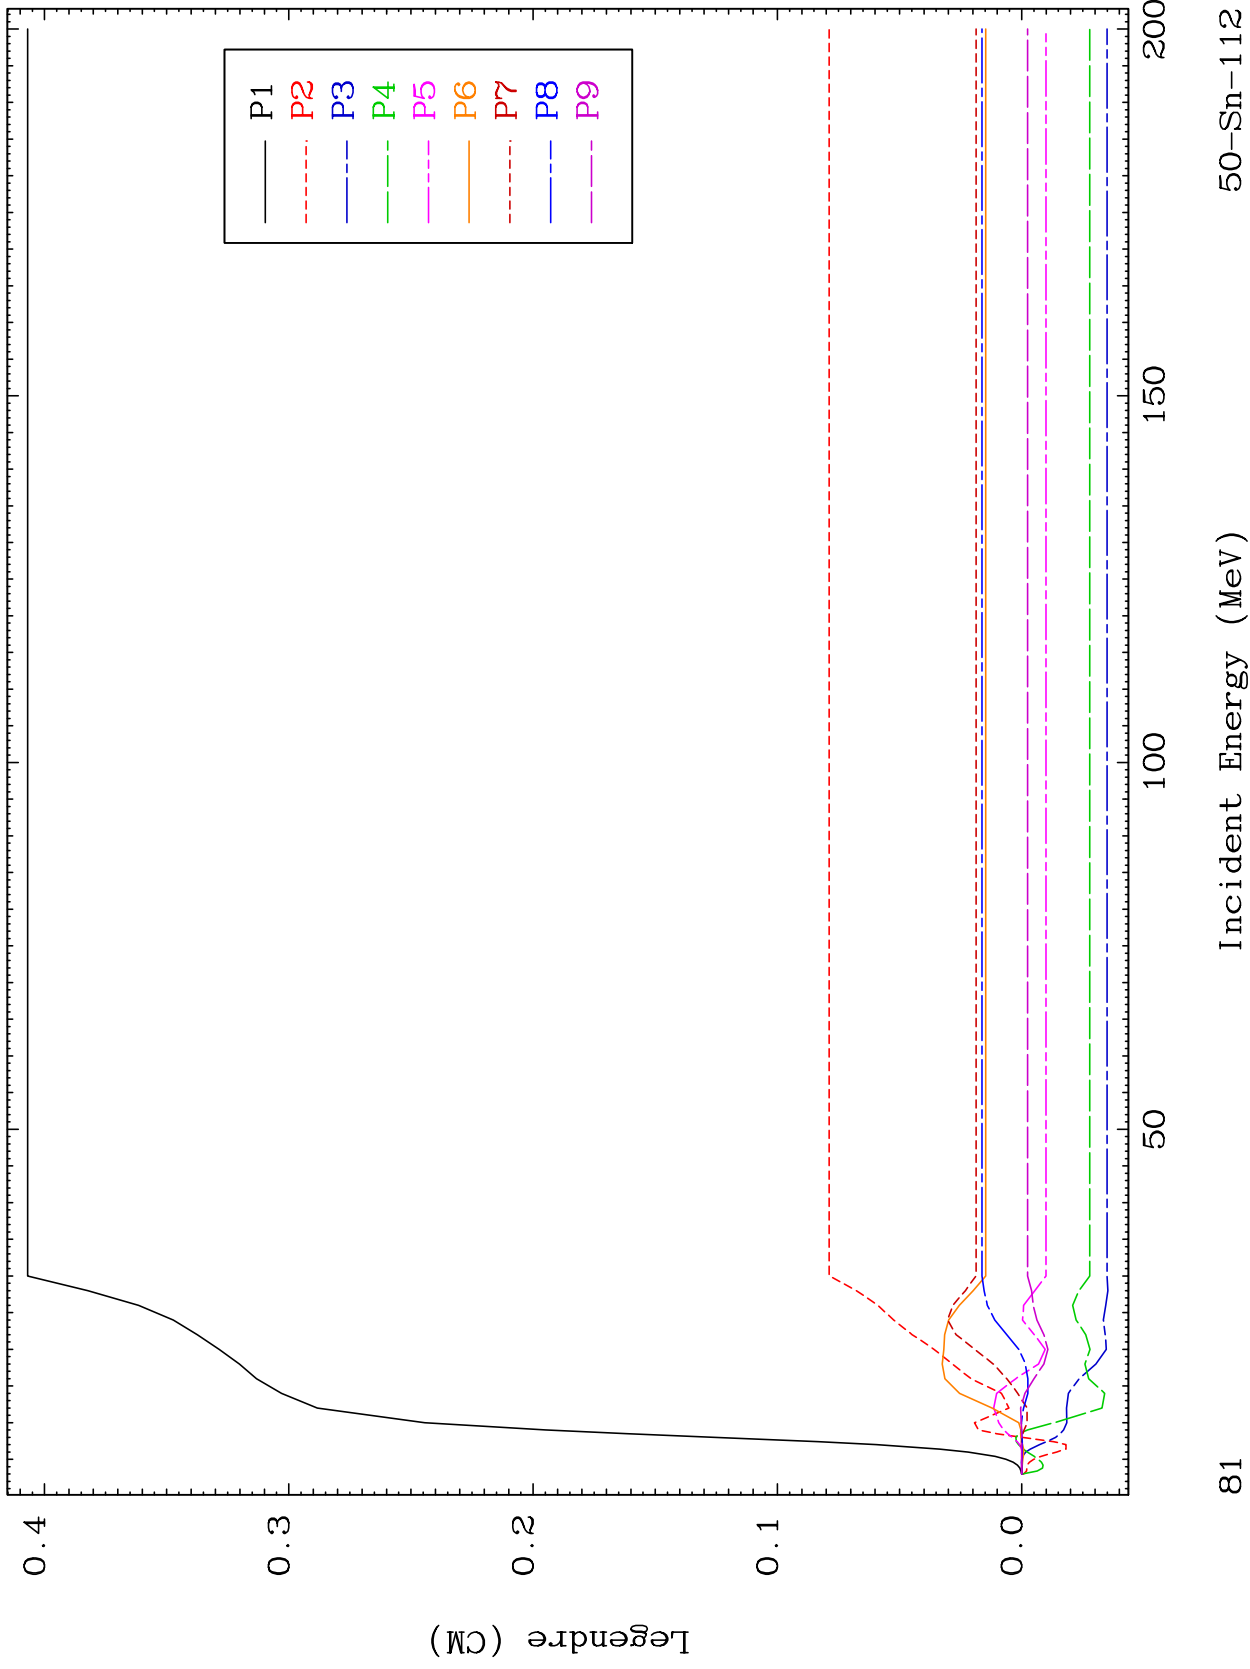 Legendre (CM)
0.4
0.3
0.2
0.1
0.0
P1
P2
P3
P4
P5
P6
P7
P8
P9
50
100
150
200
81
Incident Energy (MeV)
50-Sn-112